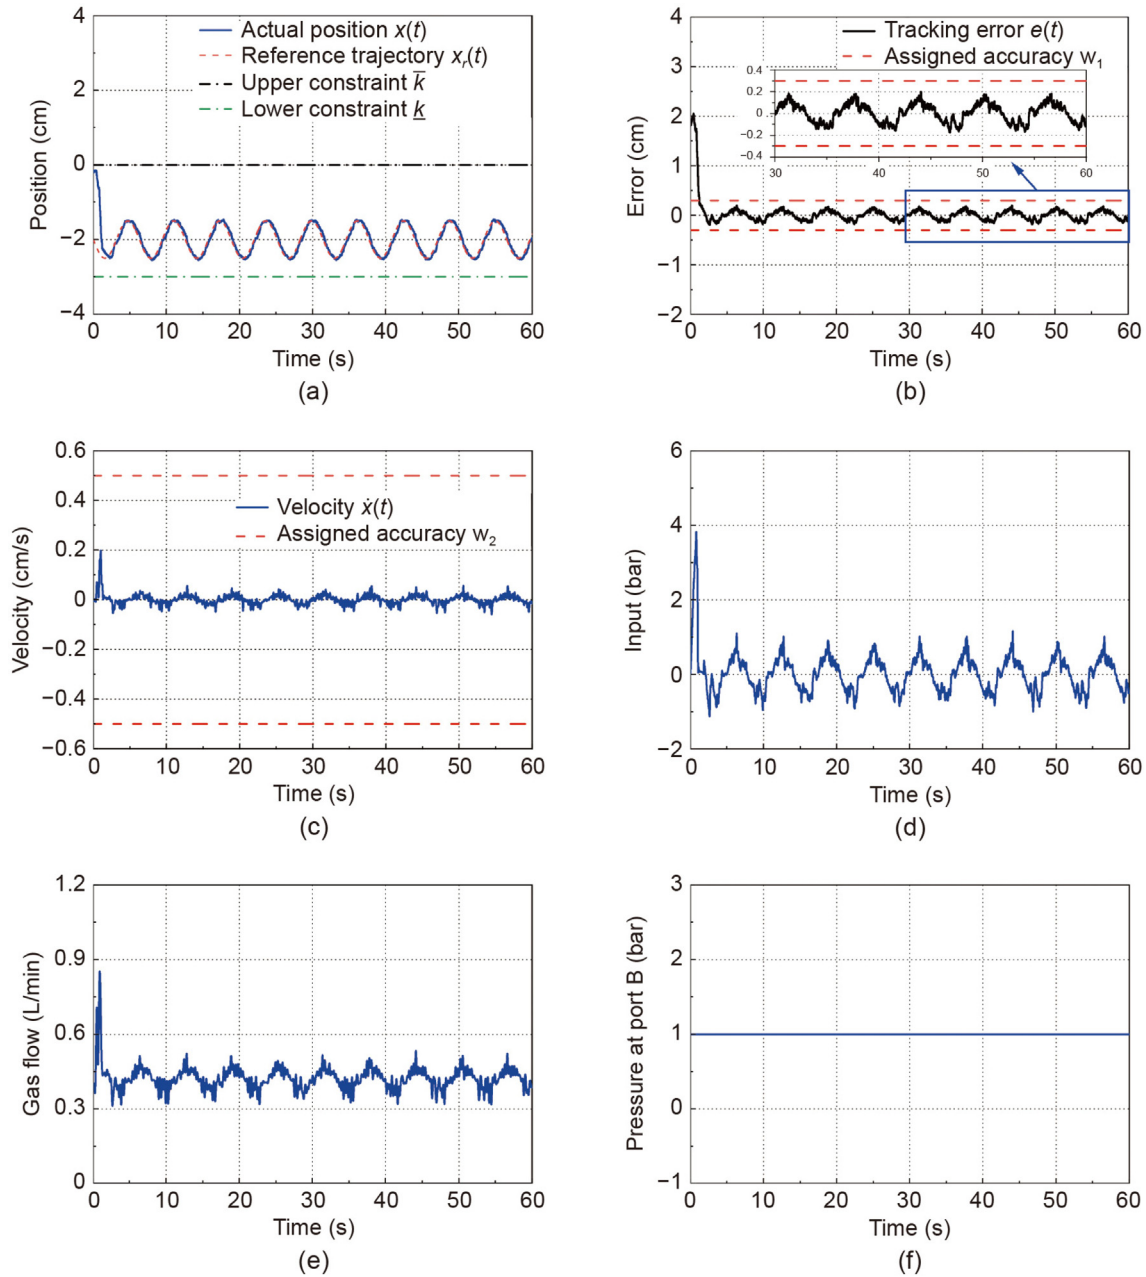 4
2
0
−2
−4
Position (cm)
Actual position x(t)
Reference trajectory xᵣ(t)
Upper constraint k̅
Lower constraint k̲
0 10 20 30 40 50 60
Time (s)
(a)
4
3
2
1
0
−1
−2
Error (cm)
Tracking error e(t)
Assigned accuracy w₁
0.4
0.2
0
−0.2
−0.4
30 40 50 60
0 10 20 30 40 50 60
Time (s)
(b)
0.6
0.4
0.2
0
−0.2
−0.4
−0.6
Velocity (cm/s)
Velocity ẋ(t)
Assigned accuracy w₂
0 10 20 30 40 50 60
Time (s)
(c)
6
4
2
0
−2
Input (bar)
0 10 20 30 40 50 60
Time (s)
(d)
1.2
0.9
0.6
0.3
0
Gas flow (L/min)
0 10 20 30 40 50 60
Time (s)
(e)
3
2
1
0
−1
Pressure at port B (bar)
0 10 20 30 40 50 60
Time (s)
(f)